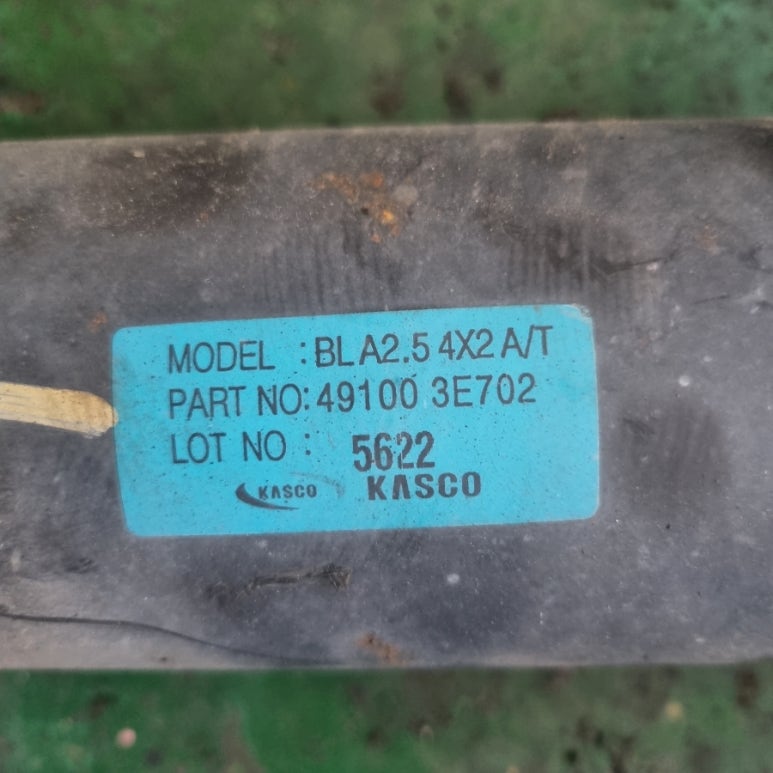 MODEL : BL A2.5 4X2 A/T
PART NO: 49100 3E702
LOT NO : 5622
KASCO KASCO